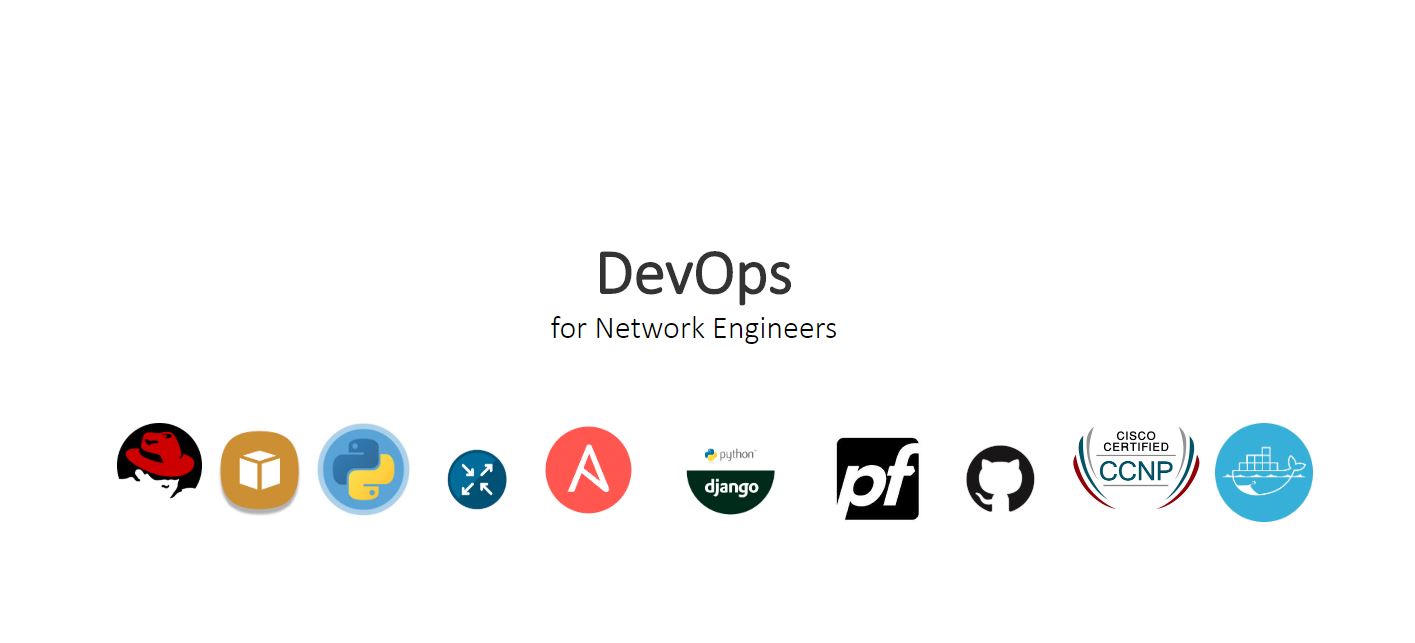 DevOps
for Network Engineers
python
django
pf
CISCO
CERTIFIED
CCNP